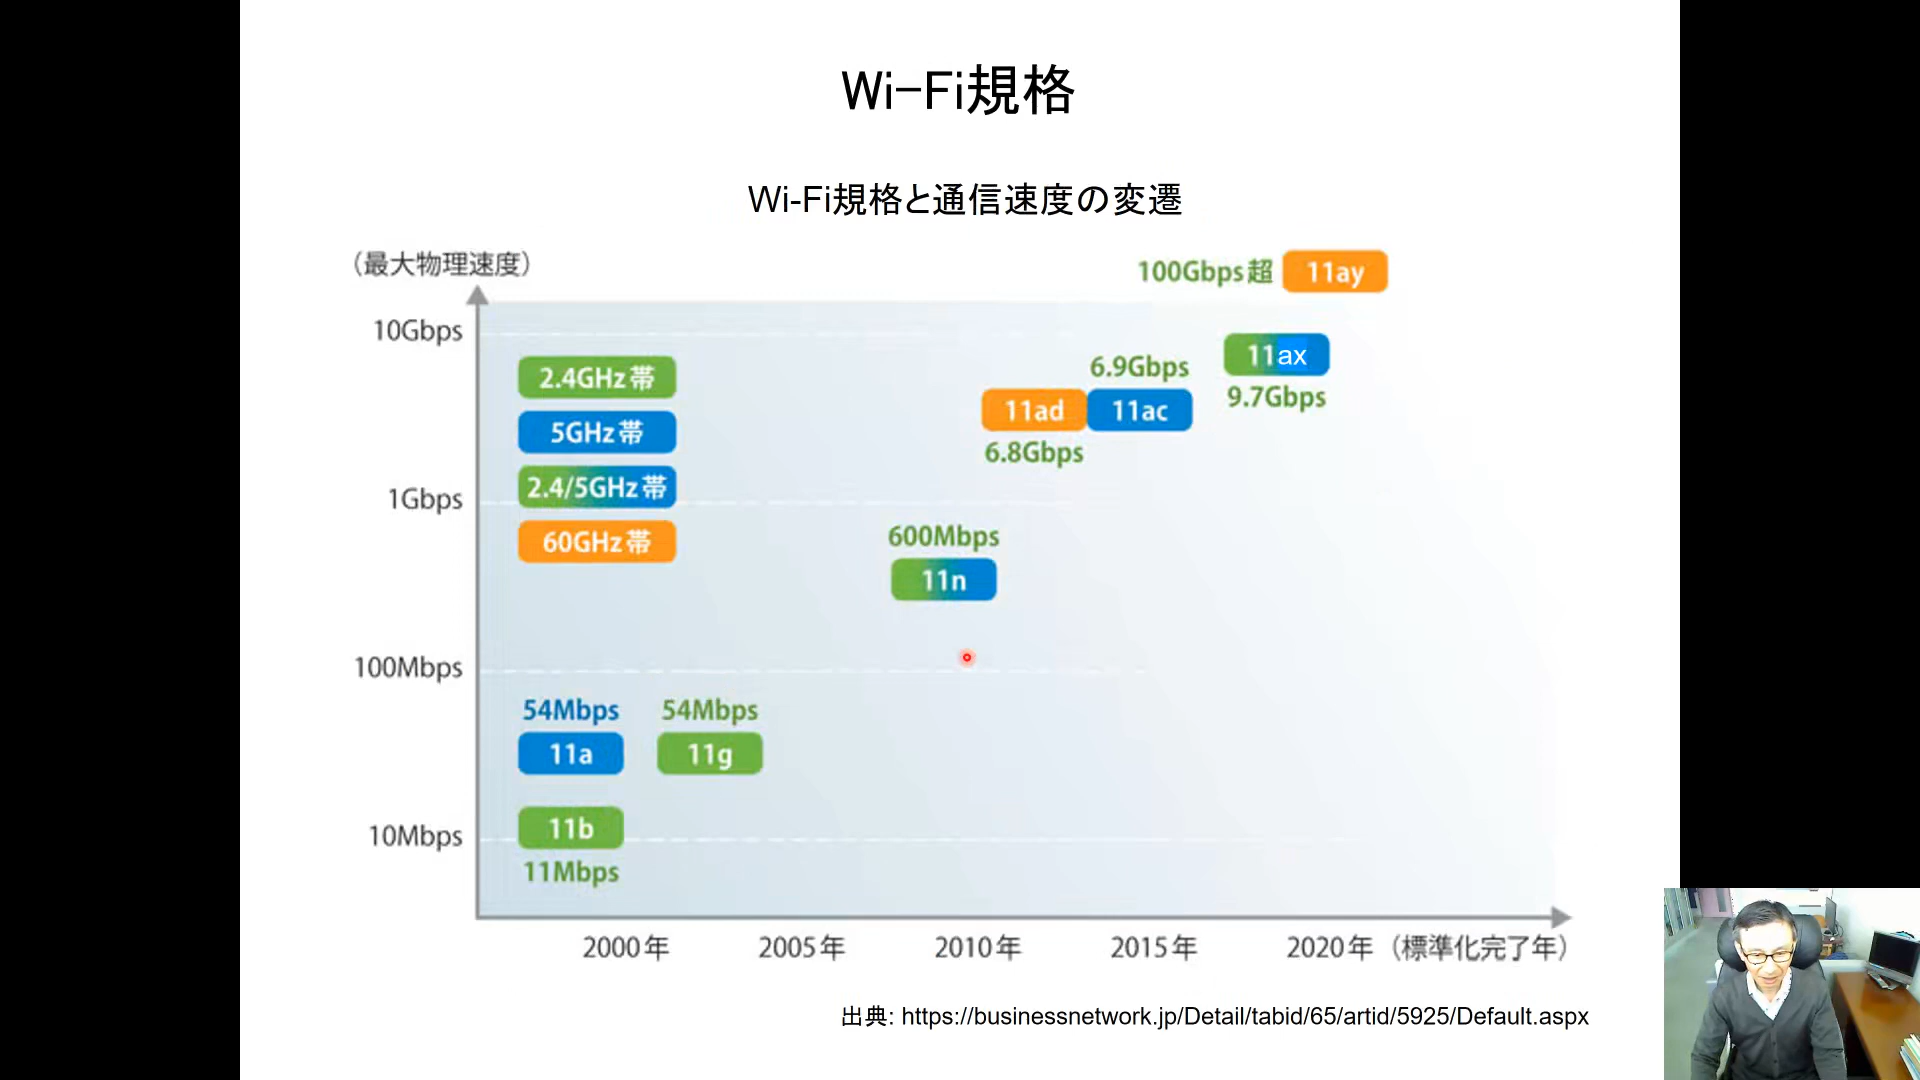 Wi-Fi規格
Wi-Fi規格と通信速度の変遷
（最大物理速度）
100Gbps超 11ay
10Gbps
2.4GHz帯
6.9Gbps
11ax
5GHz帯
11ad 11ac
9.7Gbps
6.8Gbps
2.4/5GHz帯
1Gbps
60GHz帯
600Mbps
11n
100Mbps
54Mbps 54Mbps
11a 11g
10Mbps
11b
11Mbps
2000年 2005年 2010年 2015年 2020年（標準化完了年）
出典: https://businessnetwork.jp/Detail/tabid/65/artid/5925/Default.aspx